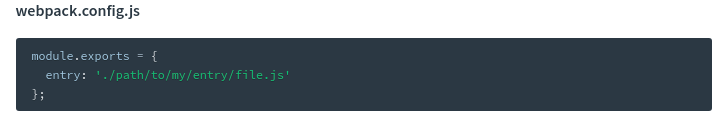 webpack.config.js
module.exports = {
  entry: './path/to/my/entry/file.js'
};